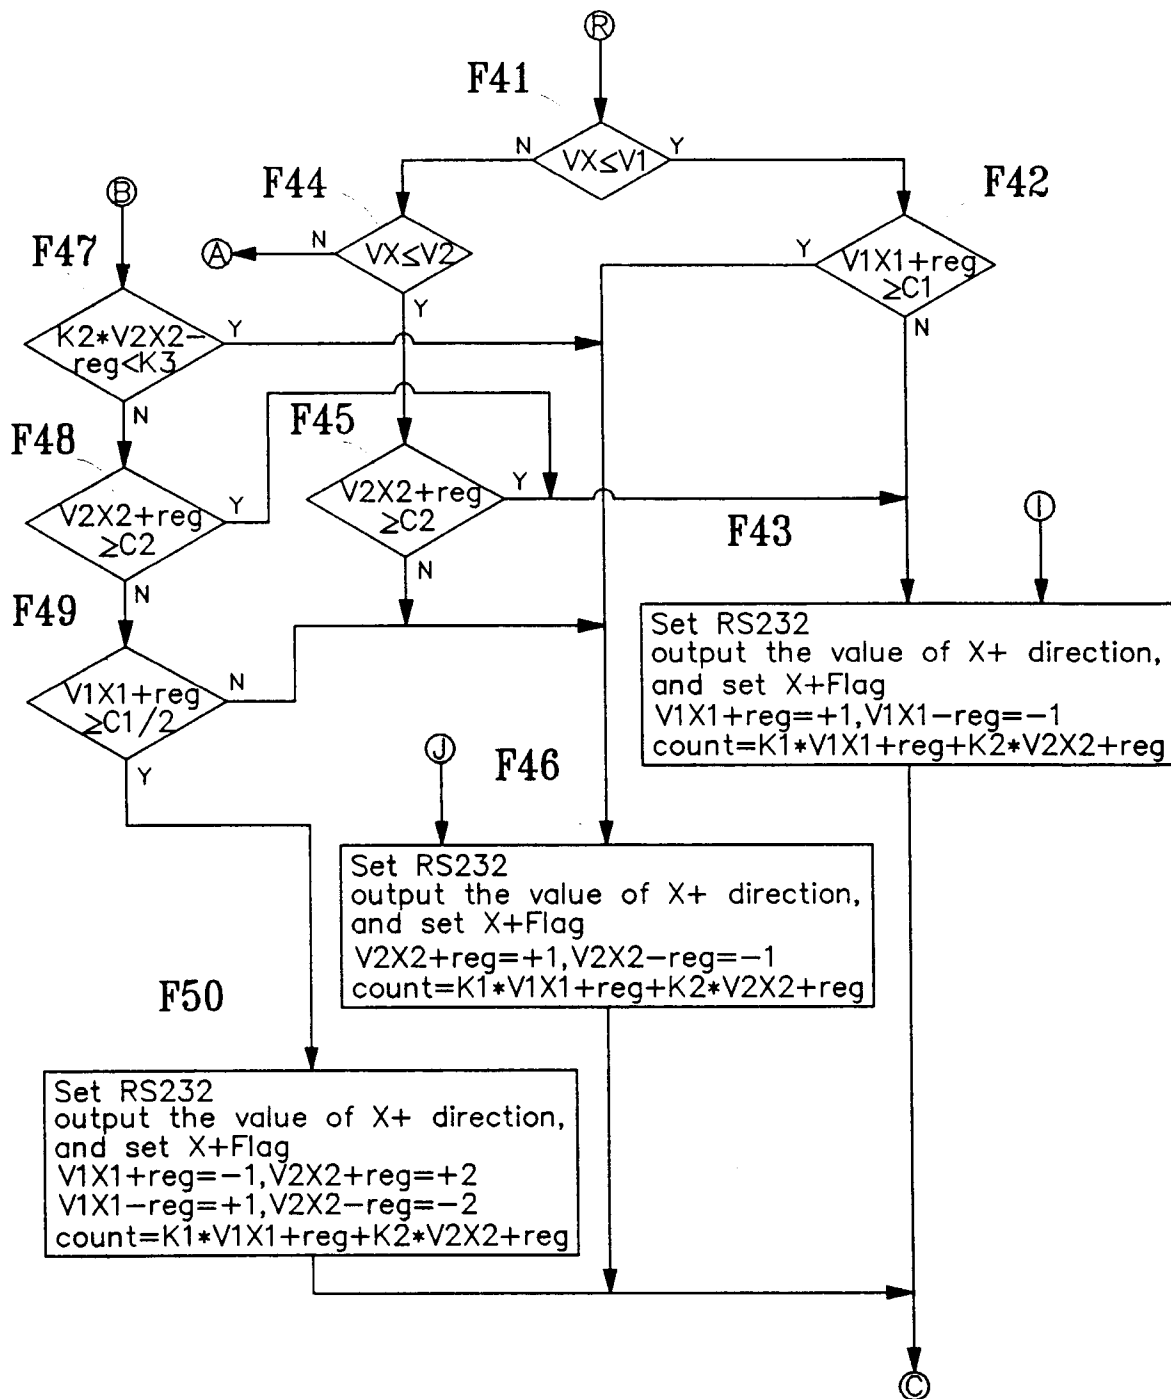 R
F41
VX≤V1
N
Y
F44
F42
B
F47
A
N
VX≤V2
Y
Y
V1X1+reg
≥C1
N
K2*V2X2-
reg<K3
Y
N
F48
F45
V2X2+reg
≥C2
Y
N
V2X2+reg
≥C2
Y
N
F43
I
F49
V1X1+reg
≥C1/2
N
Y
Set RS232
output the value of X+ direction,
and set X+Flag
V1X1+reg=+1,V1X1-reg=-1
count=K1*V1X1+reg+K2*V2X2+reg
J
F46
Set RS232
output the value of X+ direction,
and set X+Flag
V2X2+reg=+1,V2X2-reg=-1
count=K1*V1X1+reg+K2*V2X2+reg
F50
Set RS232
output the value of X+ direction,
and set X+Flag
V1X1+reg=-1,V2X2+reg=+2
V1X1-reg=+1,V2X2-reg=-2
count=K1*V1X1+reg+K2*V2X2+reg
C